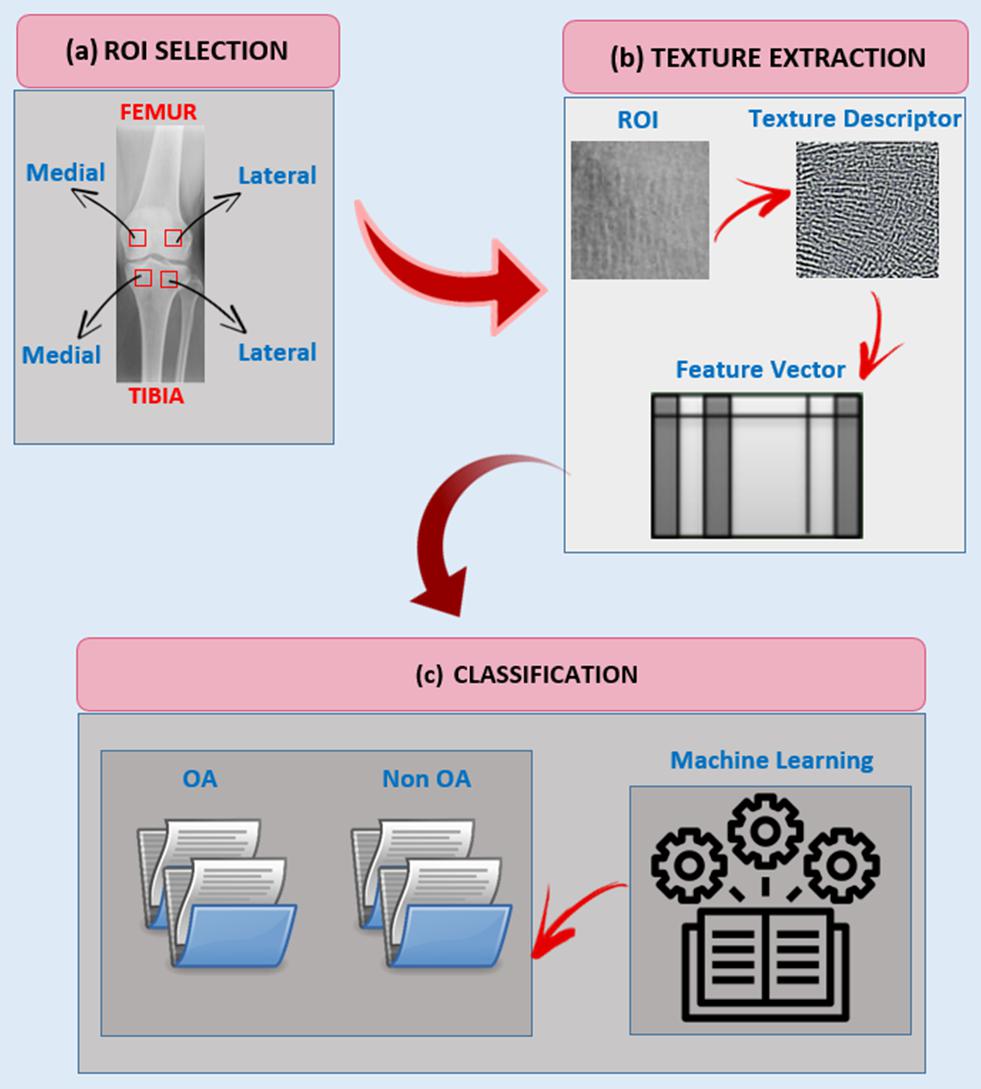 (a) ROI SELECTION
FEMUR
Medial
Lateral
Medial
Lateral
TIBIA
(b) TEXTURE EXTRACTION
ROI
Texture Descriptor
Feature Vector
(c) CLASSIFICATION
OA
Non OA
Machine Learning